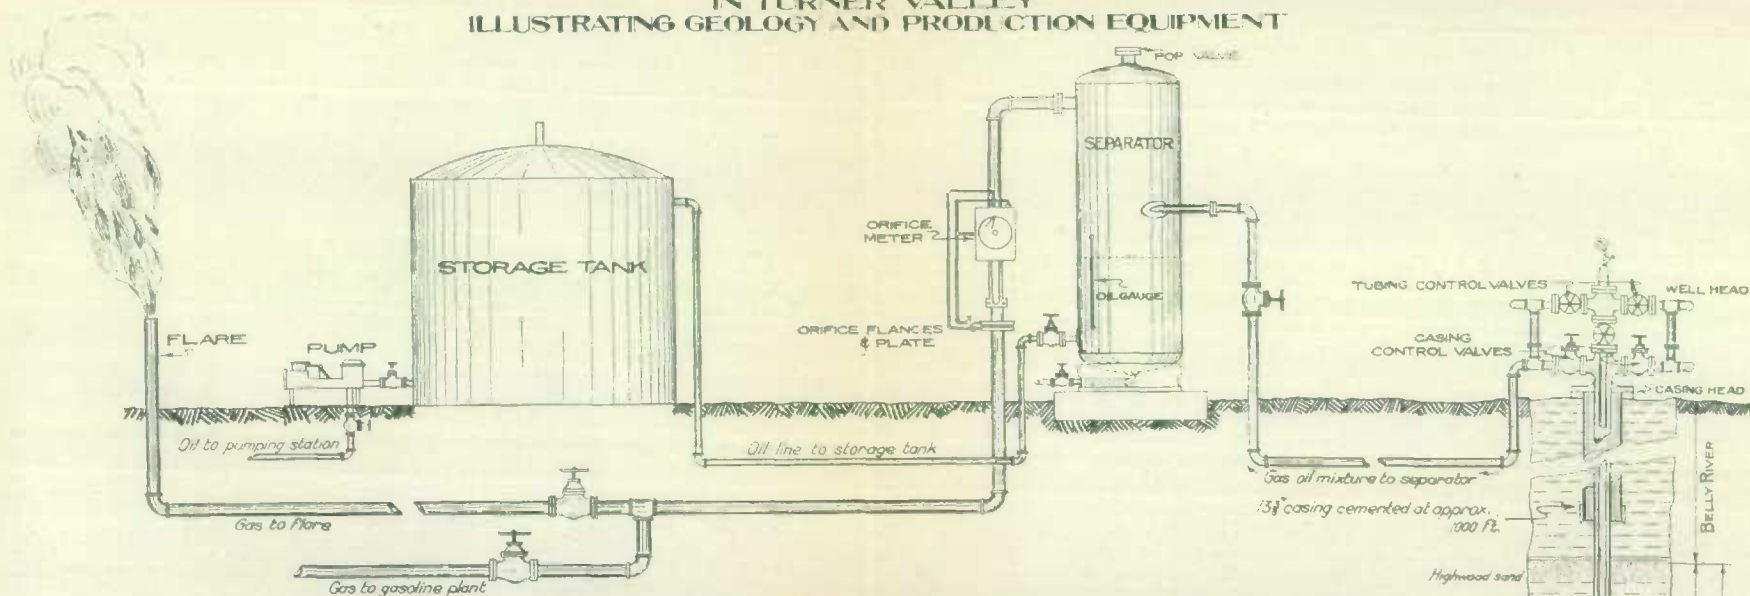 IN TURNER VALLEY
ILLUSTRATING GEOLOGY AND PRODUCTION EQUIPMENT
POP VALVE
SEPARATOR
ORIFICE
METER
STORAGE TANK
OIL GAUGE
TUBING CONTROL VALVES
WELL HEAD
ORIFICE FLANGES
& PLATE
FLARE
PUMP
CASING
CONTROL VALVES
CASING HEAD
Oil to pumping station
Oil line to storage tank
Gas oil mixture to separator
13⅜" casing cemented at approx.
1000 ft.
BELLY RIVER
Gas to flare
Highwood sand
Gas to gasoline plant